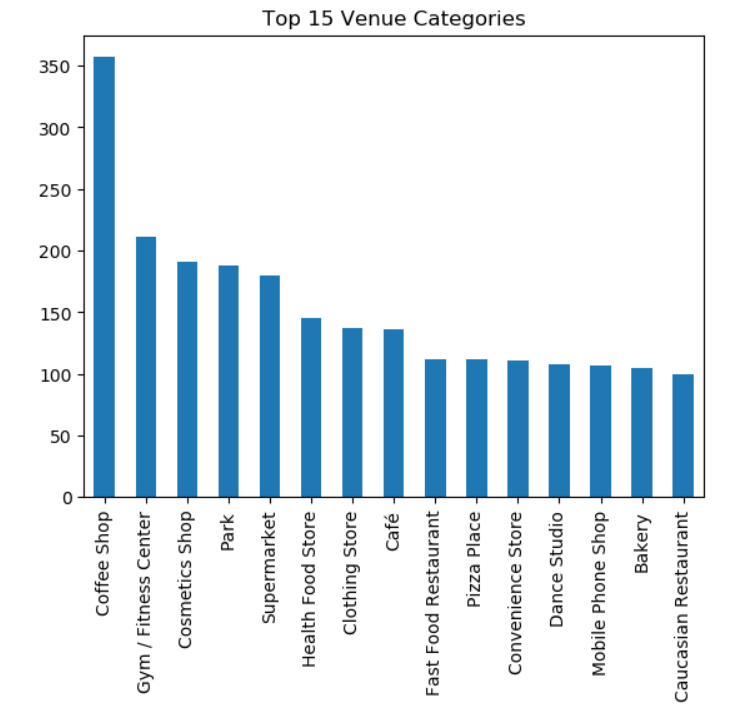 Top 15 Venue Categories
350
300
250
200
150
100
50
0
Coffee Shop
Gym / Fitness Center
Cosmetics Shop
Park
Supermarket
Health Food Store
Clothing Store
Café
Fast Food Restaurant
Pizza Place
Convenience Store
Dance Studio
Mobile Phone Shop
Bakery
Caucasian Restaurant